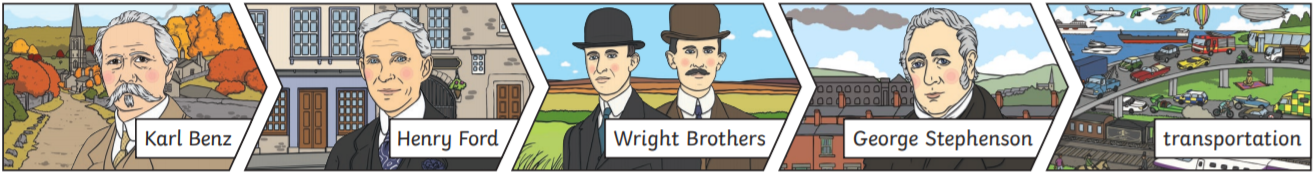 Karl Benz
Henry Ford
Wright Brothers
George Stephenson
transportation